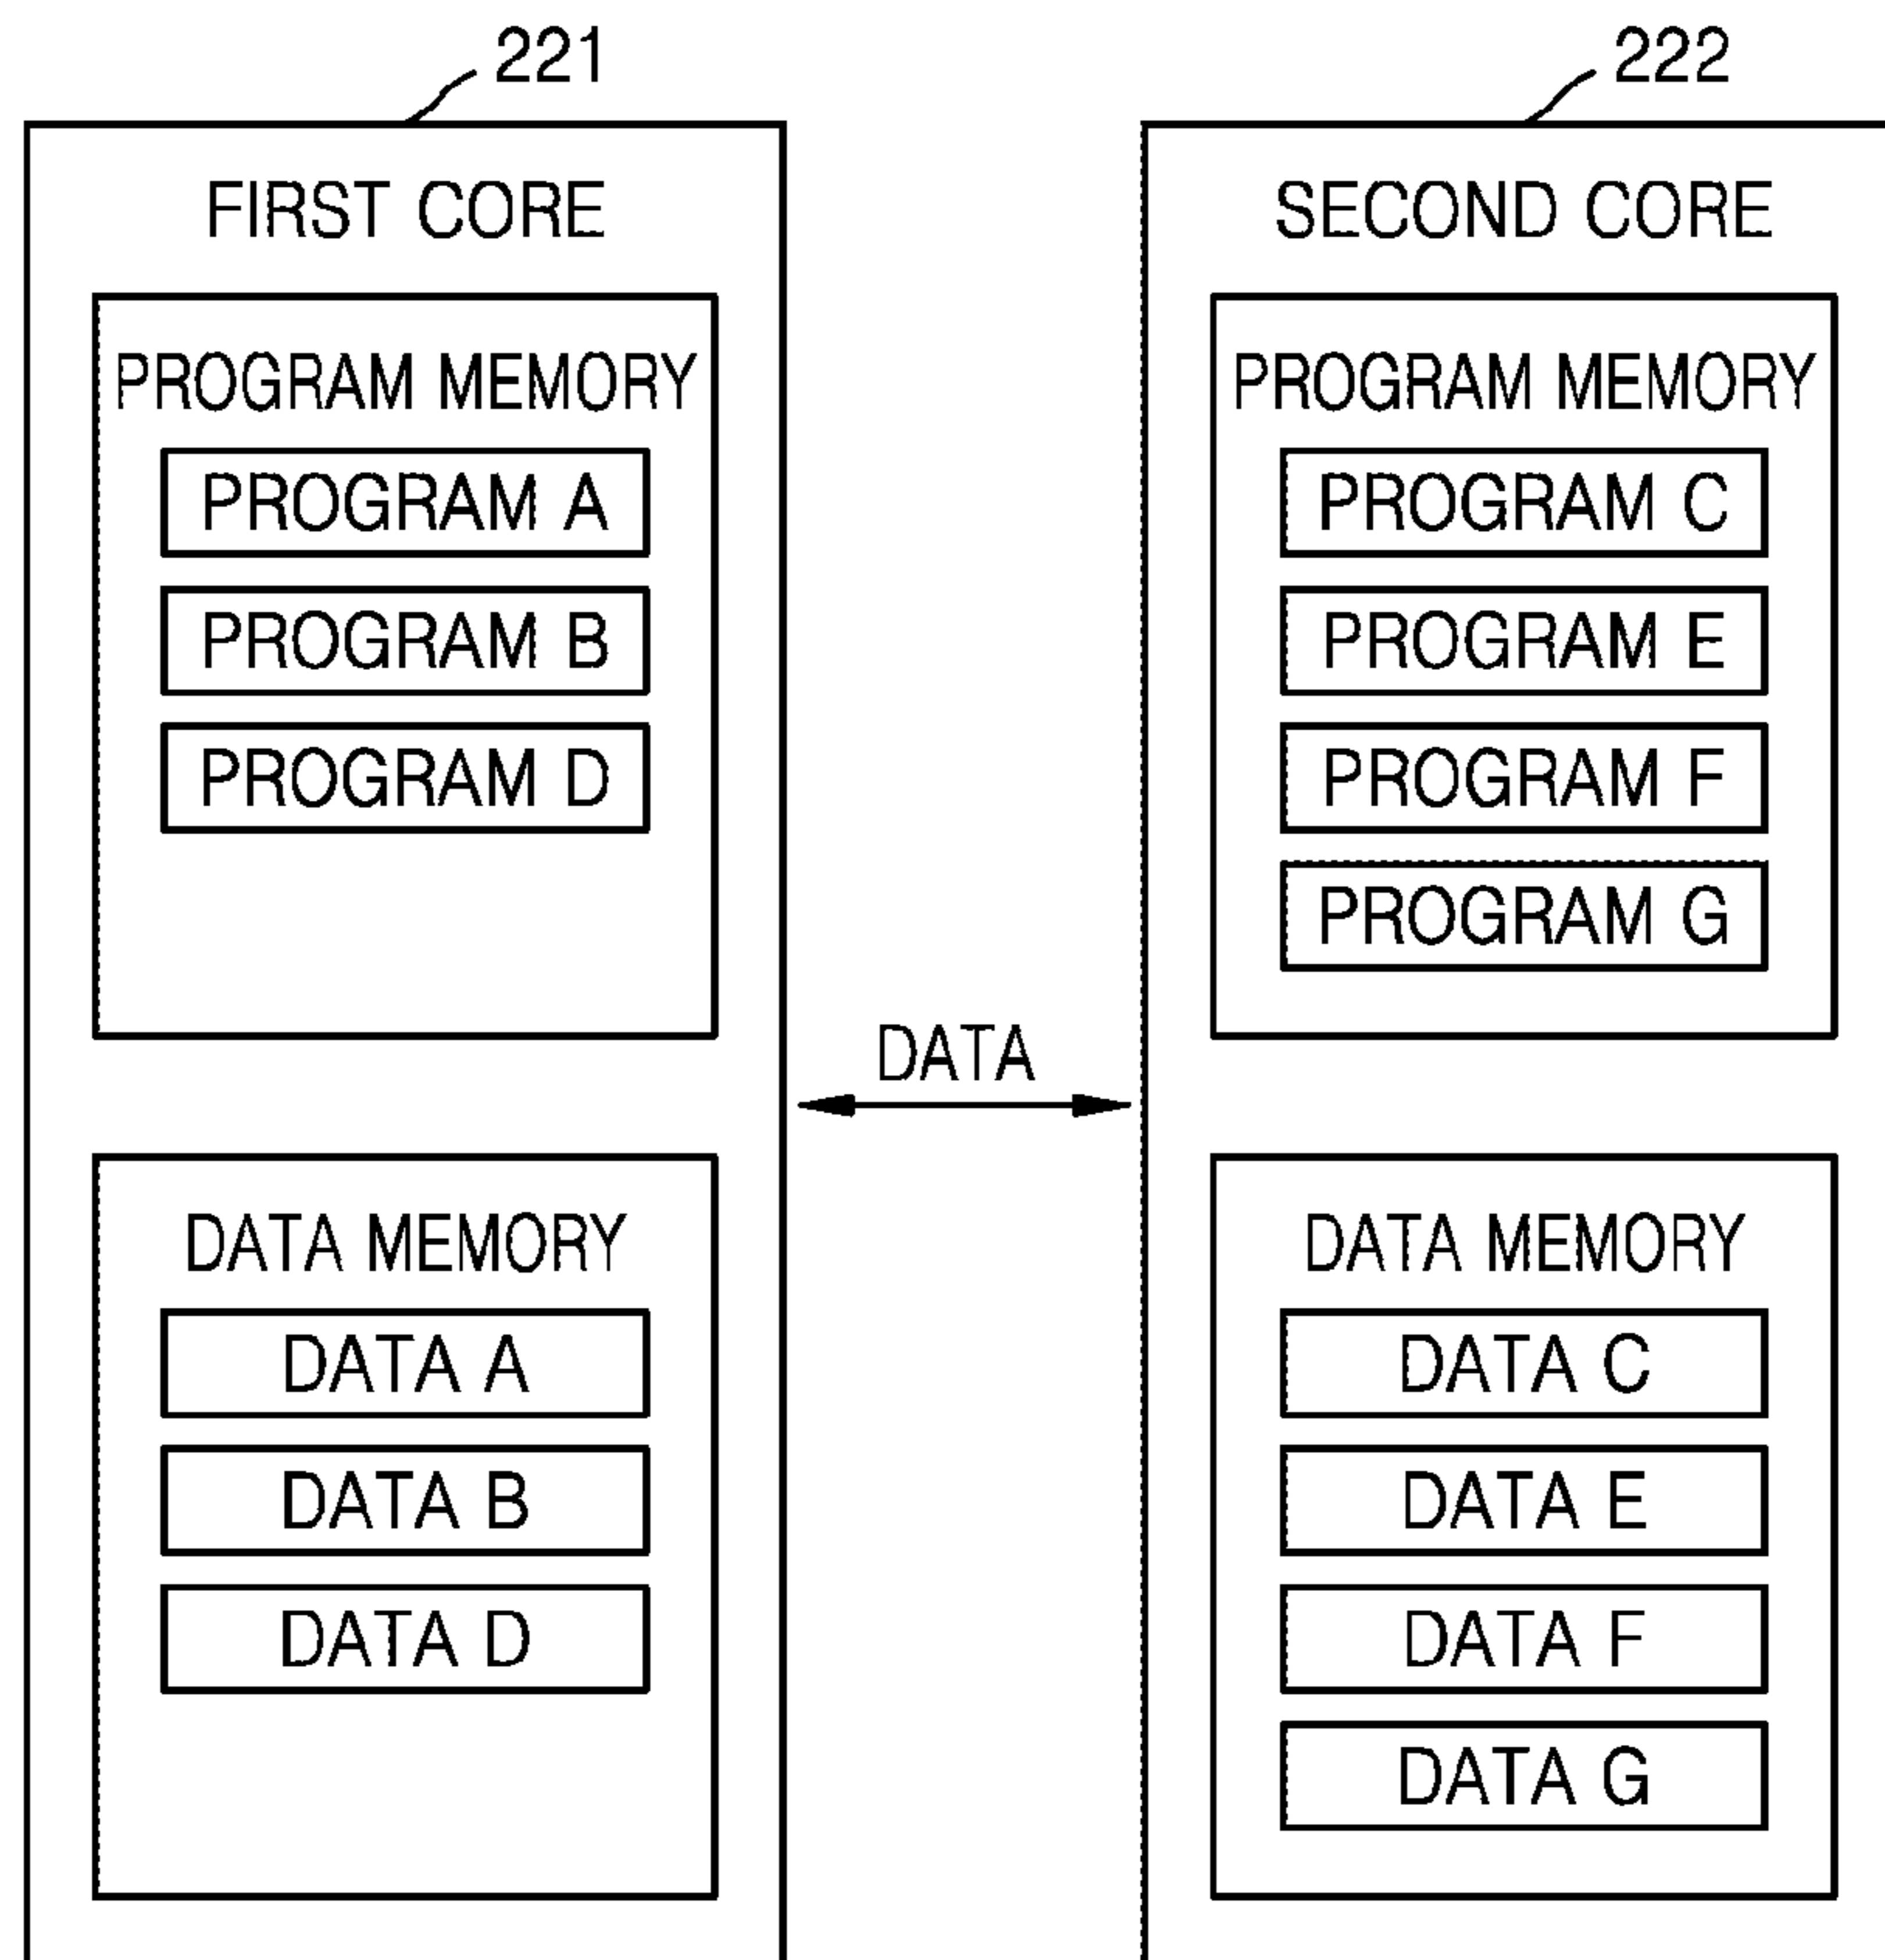 221
FIRST CORE
PROGRAM MEMORY
PROGRAM A
PROGRAM B
PROGRAM D
DATA MEMORY
DATA A
DATA B
DATA D
DATA
222
SECOND CORE
PROGRAM MEMORY
PROGRAM C
PROGRAM E
PROGRAM F
PROGRAM G
DATA MEMORY
DATA C
DATA E
DATA F
DATA G